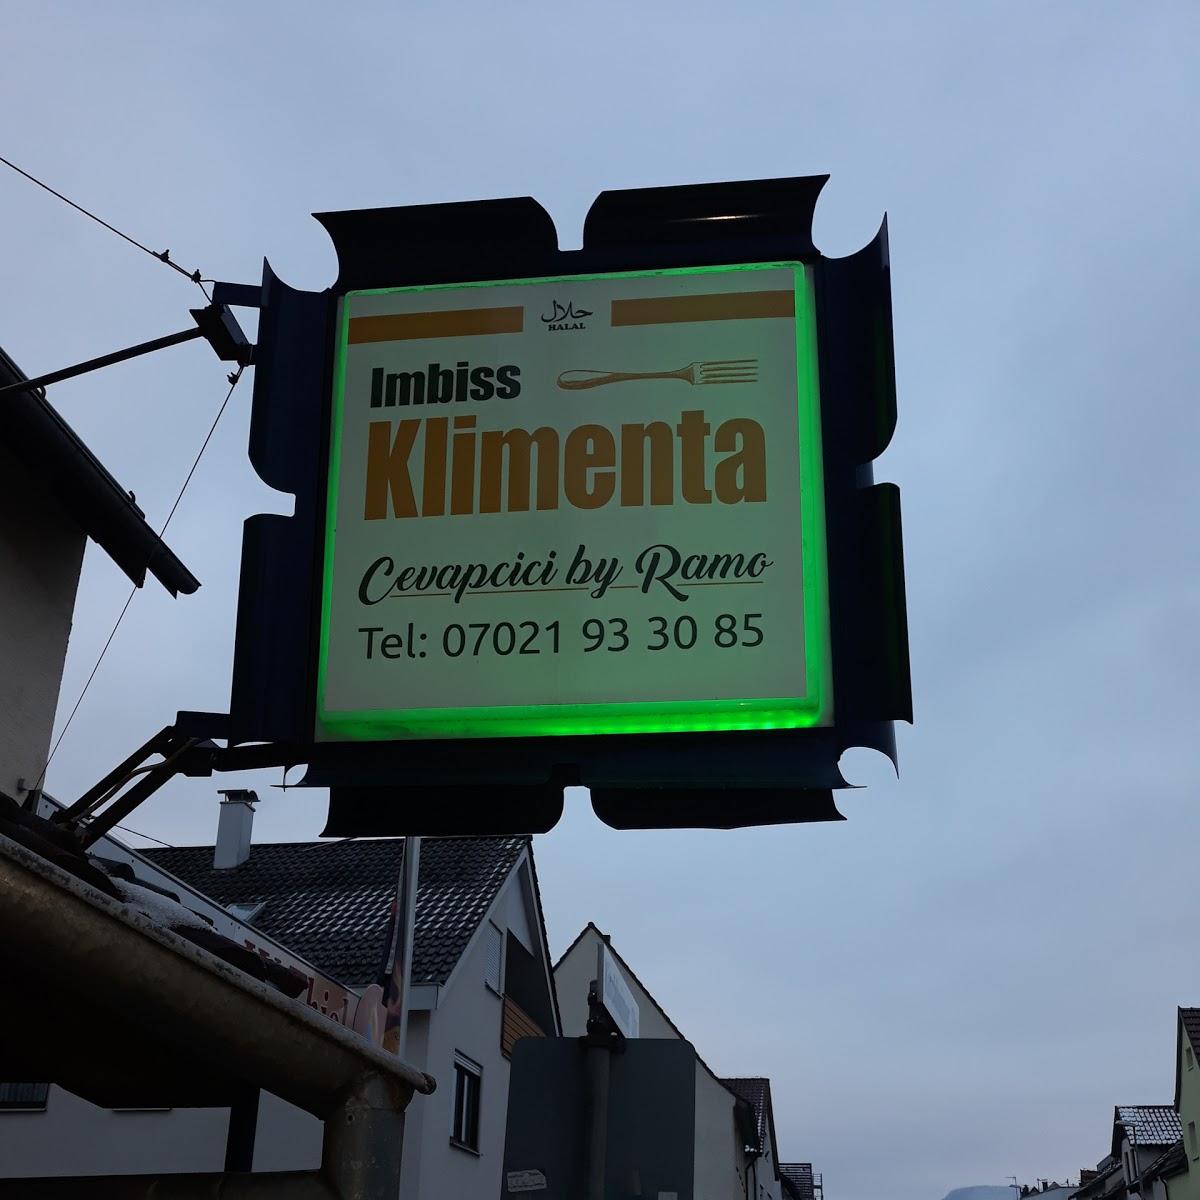 حلال
HALAL
Imbiss
Klimenta
Cevapcici by Ramo
Tel: 07021 93 30 85